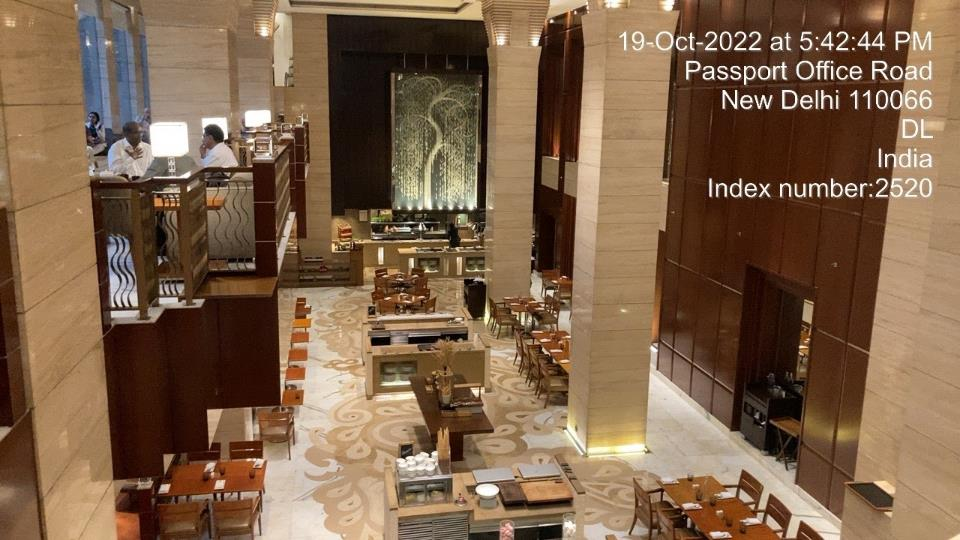 19-Oct-2022 at 5:42:44 PM
Passport Office Road
New Delhi 110066
DL
India
Index number:2520